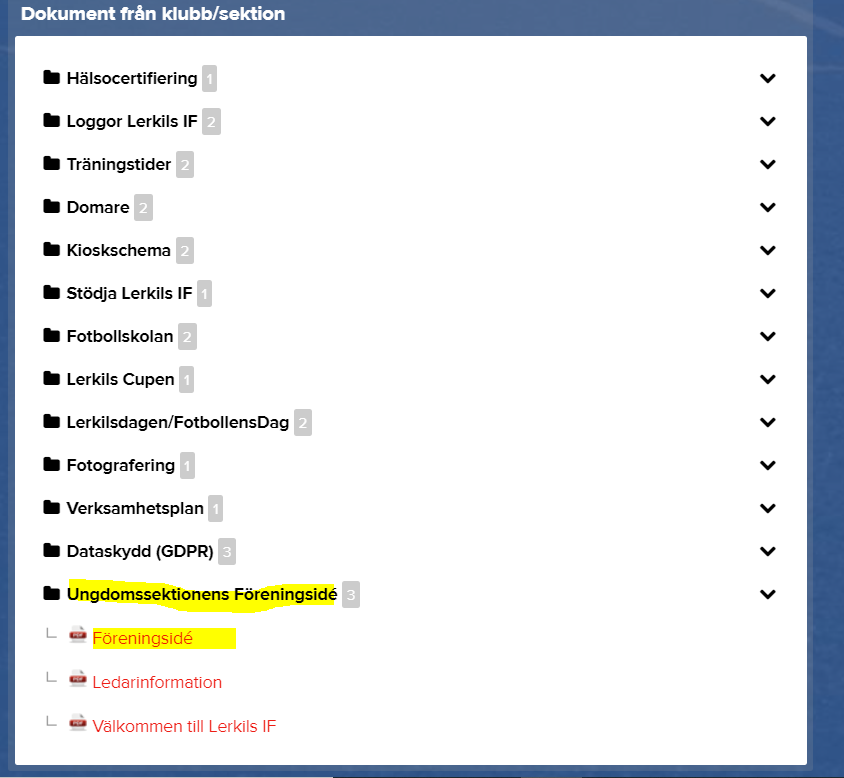 Dokument från klubb/sektion
Hälsocertifiering 1
Loggor Lerkils IF 2
Träningstider 2
Domare 2
Kioskschema 2
Stödja Lerkils IF 1
Fotbollskolan 2
Lerkils Cupen 1
Lerkilsdagen/FotbollensDag 2
Fotografering 1
Verksamhetsplan 1
Dataskydd (GDPR) 3
Ungdomssektionens Föreningsidé 3
Föreningsidé
Ledarinformation
Välkommen till Lerkils IF